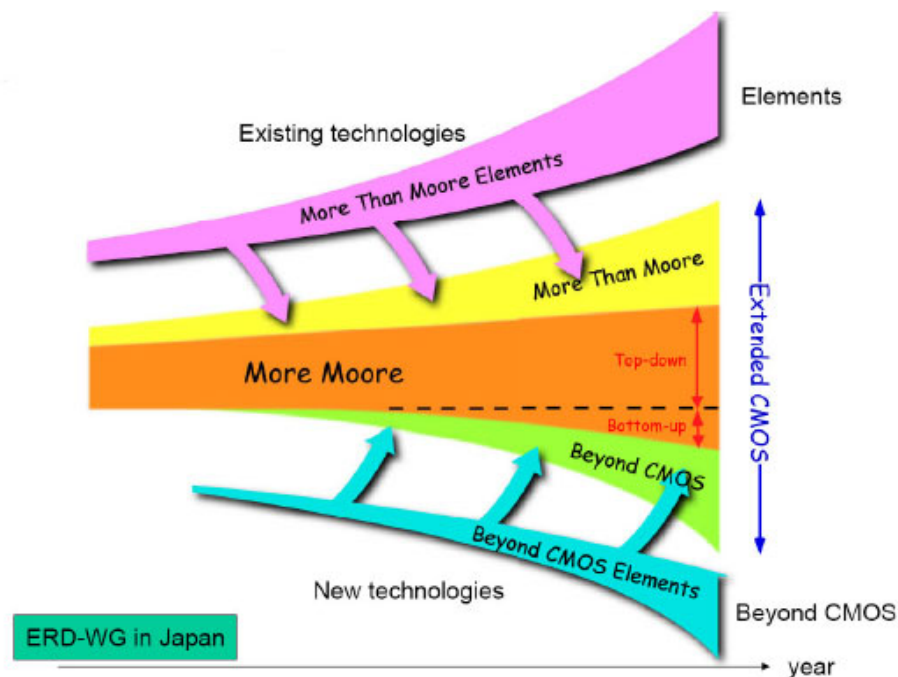 Elements
Existing technologies
More Than Moore Elements
More Than Moore
Extended CMOS
Top-down
More Moore
Bottom-up
Beyond CMOS
Beyond CMOS Elements
New technologies
Beyond CMOS
ERD-WG in Japan
year